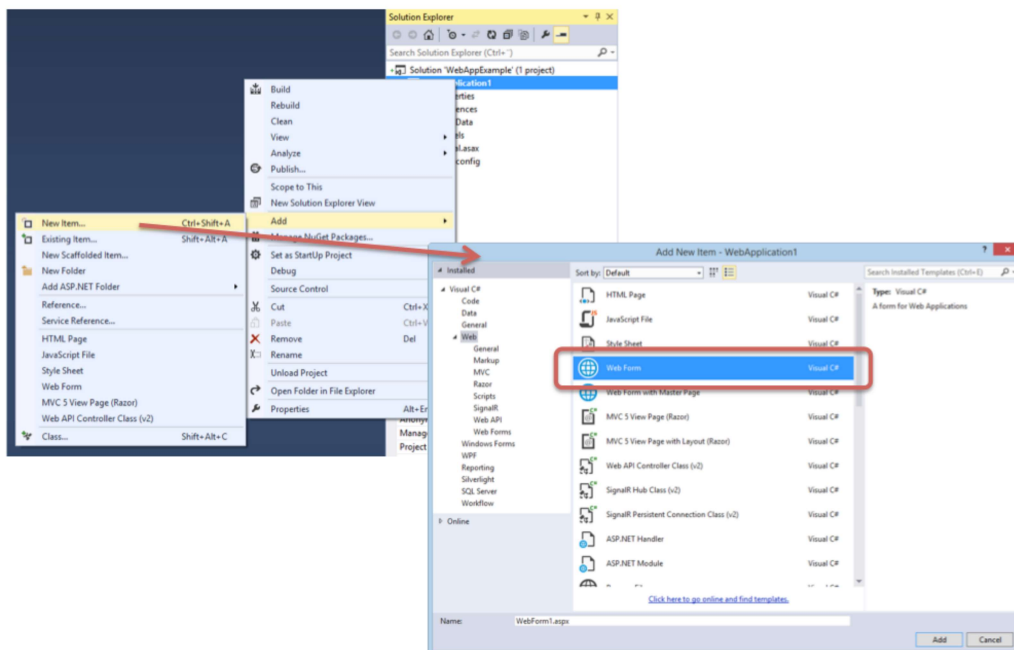 Solution Explorer
Search Solution Explorer (Ctrl+¨)
Solution 'WebAppExample' (1 project)
Build
Rebuild
Clean
View
Analyze
Publish...
Scope to This
New Solution Explorer View
Add
Manage NuGet Packages...
Set as StartUp Project
Debug
Source Control
Cut Ctrl+X
Paste Ctrl+V
Remove Del
Rename
Unload Project
Open Folder in File Explorer
Properties
New Item... Ctrl+Shift+A
Existing Item... Shift+Alt+A
New Scaffolded Item...
New Folder
Add ASP.NET Folder
Reference...
Service Reference...
HTML Page
JavaScript File
Style Sheet
Web Form
MVC 5 View Page (Razor)
Web API Controller Class (v2)
Class... Shift+Alt+C
Project
Add New Item - WebApplication1
Installed
Sort by: Default
Search Installed Templates (Ctrl+E)
Visual C#
Code
Data
General
Web
General
Markup
MVC
Razor
Scripts
SignalR
Web API
Web Forms
Windows Forms
WPF
Reporting
Silverlight
SQL Server
Workflow
Online
HTML Page Visual C#
JavaScript File Visual C#
Style Sheet Visual C#
Web Form Visual C#
Web Form with Master Page Visual C#
MVC 5 View Page (Razor) Visual C#
MVC 5 View Page with Layout (Razor) Visual C#
Web API Controller Class (v2) Visual C#
SignalR Hub Class (v2) Visual C#
SignalR Persistent Connection Class (v2) Visual C#
ASP.NET Handler Visual C#
ASP.NET Module Visual C#
Type: Visual C#
A form for Web Applications
Click here to go online and find templates.
Name: WebForm1.aspx
Add Cancel